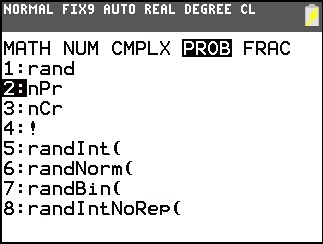 NORMAL FIX9 AUTO REAL DEGREE CL
MATH NUM CMPLX PROB FRAC
1:rand
2:nPr
3:nCr
4:!
5:randInt(
6:randNorm(
7:randBin(
8:randIntNoRep(